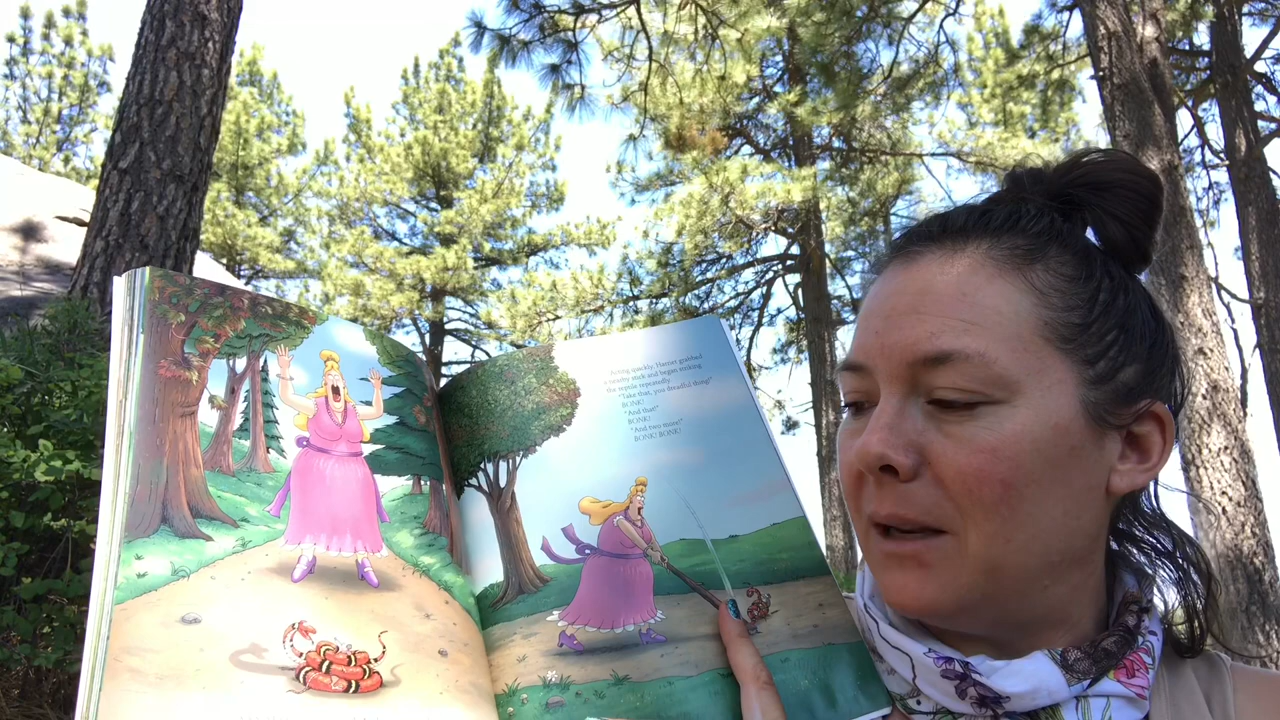 Acting quickly, Harriet grabbed
a nearby stick and began striking
the reptile repeatedly.
"Take that, you dreadful thing!"
BONK!
"And that!"
BONK!
"And two more!"
BONK! BONK!